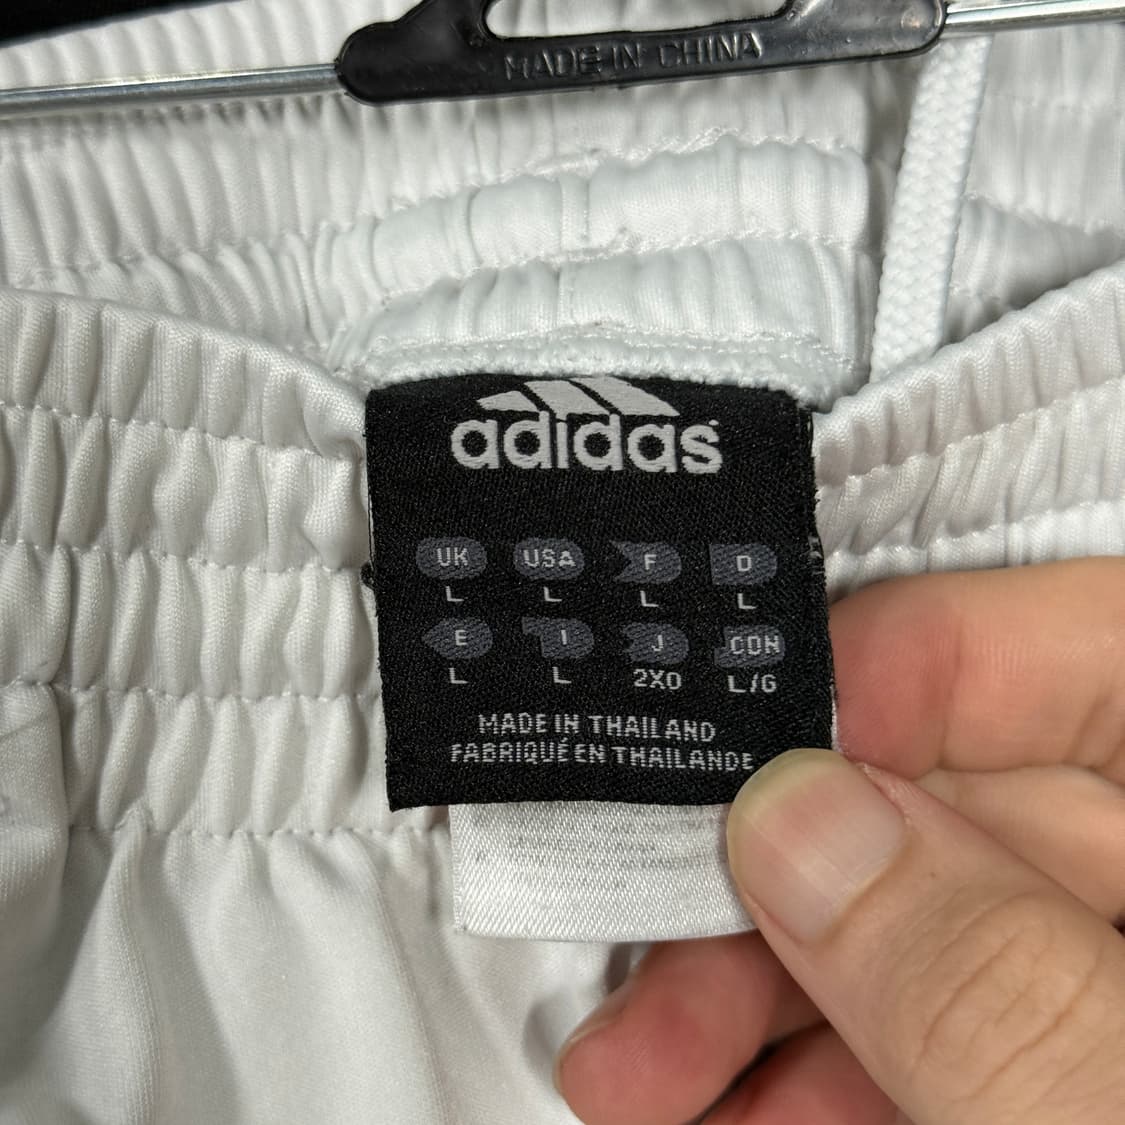 MADE IN CHINA
adidas
UK USA F D
L L L L
E I J CDN
L L 2XO L/G
MADE IN THAILAND
FABRIQUÉ EN THAILANDE